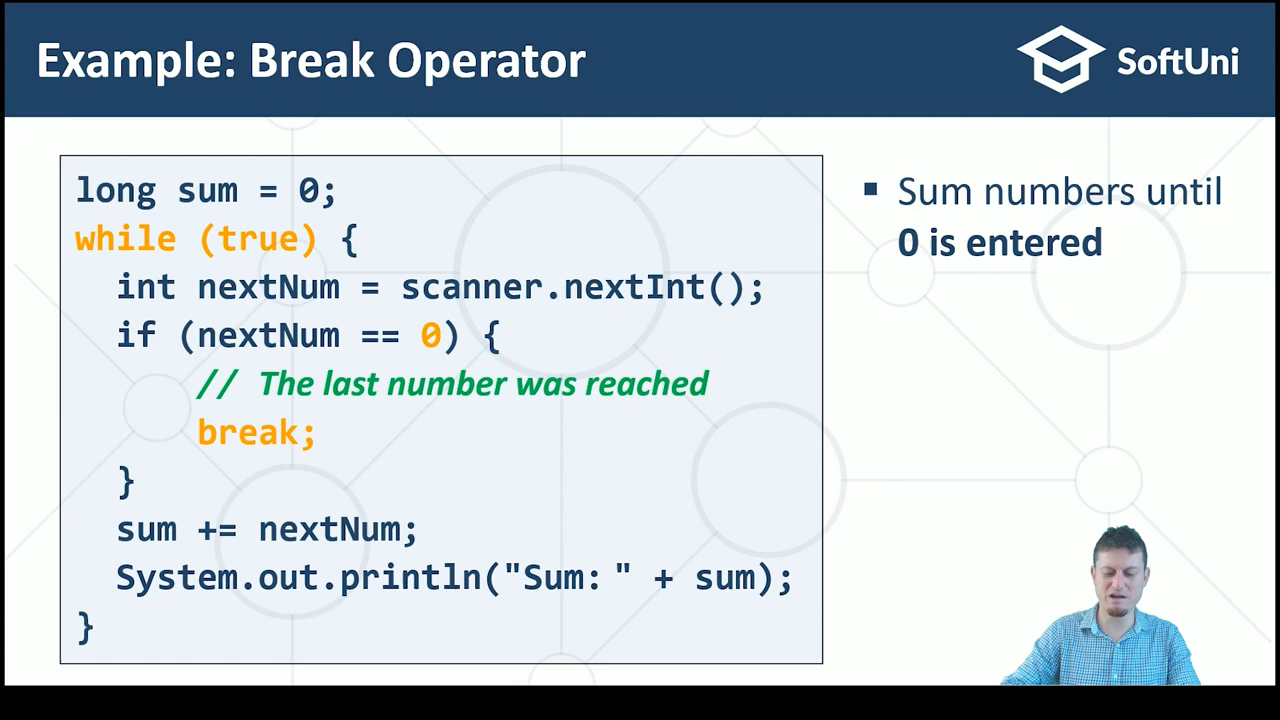 Example: Break Operator
SoftUni
long sum = 0;
while (true) {
int nextNum = scanner.nextInt();
if (nextNum == 0) {
// The last number was reached
break;
}
sum += nextNum;
System.out.println("Sum: " + sum);
}
▪ Sum numbers until
0 is entered